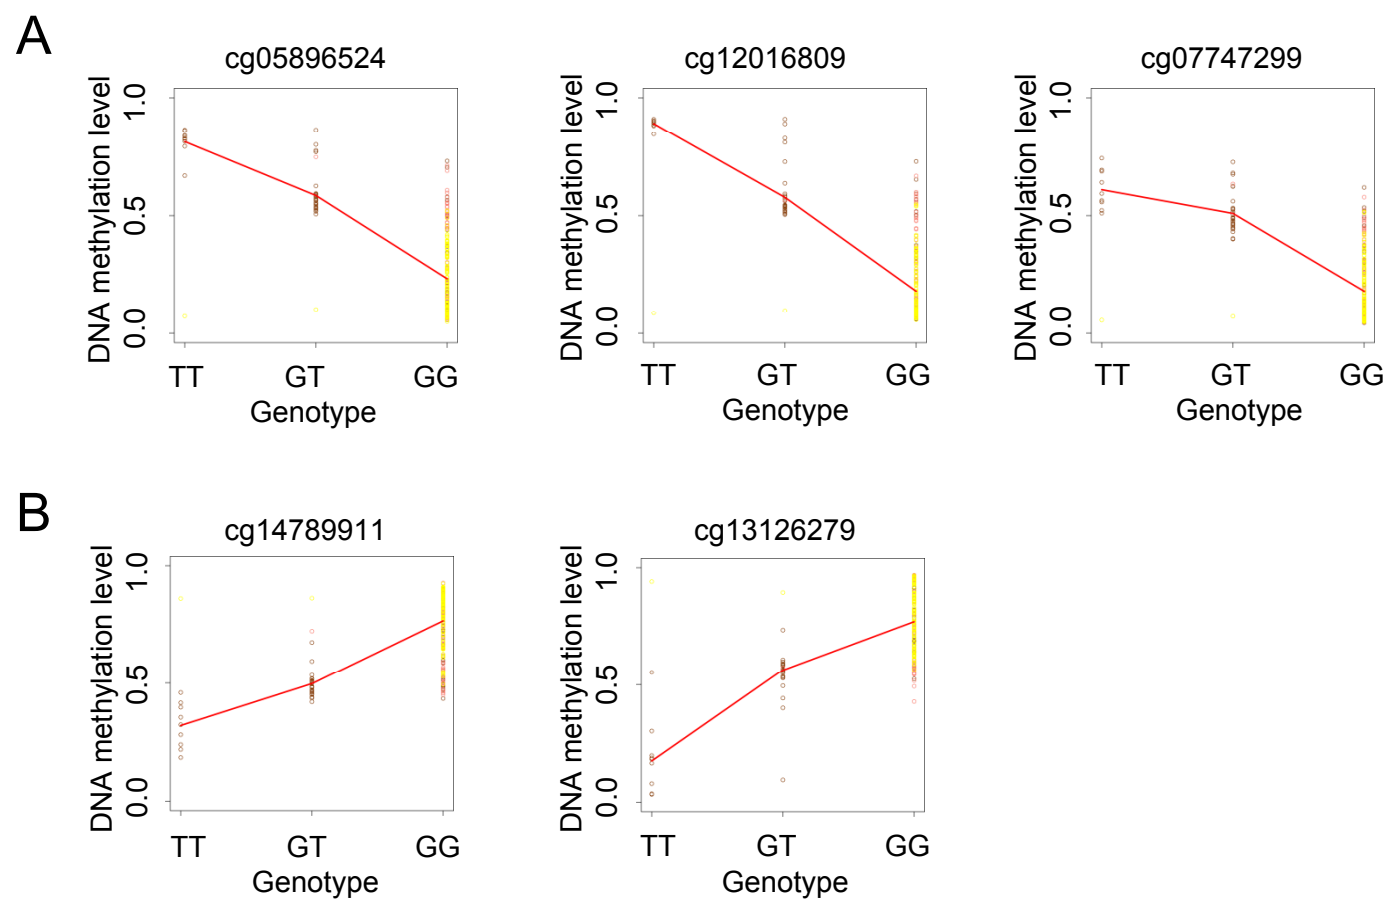 A
cg05896524
cg12016809
cg07747299
DNA methylation level
1.0
0.5
0.0
TT GT GG
Genotype
DNA methylation level
1.0
0.5
0.0
TT GT GG
Genotype
DNA methylation level
1.0
0.5
0.0
TT GT GG
Genotype
B
cg14789911
cg13126279
DNA methylation level
1.0
0.5
0.0
TT GT GG
Genotype
DNA methylation level
1.0
0.5
0.0
TT GT GG
Genotype